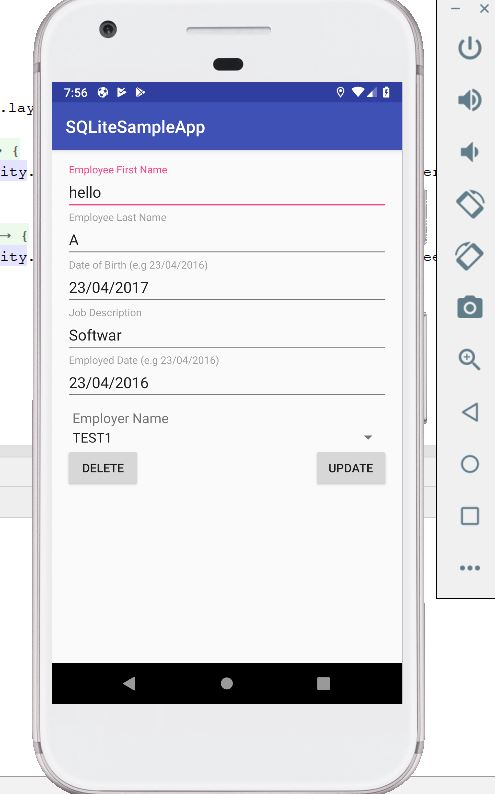 7:56
SQLiteSampleApp
.lay
Employee First Name
{
hello
ity.
Employee Last Name
A
→ {
ity.
Date of Birth (e.g 23/04/2016)
23/04/2017
Job Description
Softwar
Employed Date (e.g 23/04/2016)
23/04/2016
Employer Name
TEST1
DELETE
UPDATE